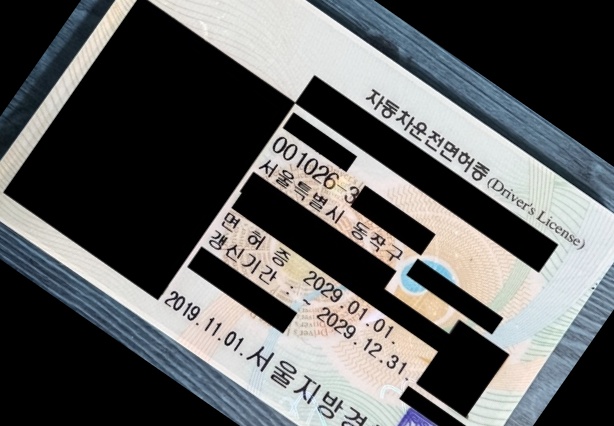 자동차운전면허증 (Driver's License)
001026-3
서울특별시 동작구
면 허 증 2029.01.01.
갱신기간 : ~ 2029.12.31.
2019.11.01. 서울지방경